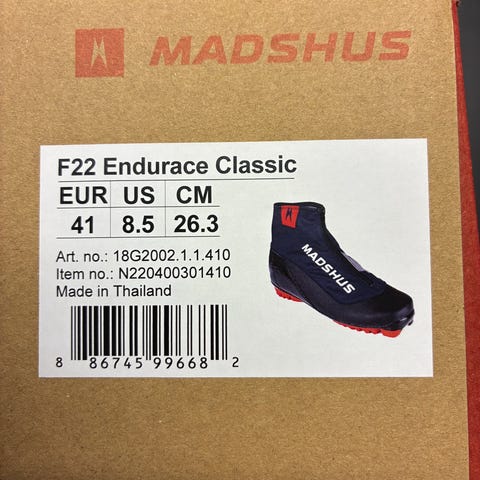 MADSHUS
F22 Endurace Classic
EUR US CM
41 8.5 26.3
Art. no.: 18G2002.1.1.410
Item no.: N220400301410
Made in Thailand
8 86745 99668 2
MADSHUS